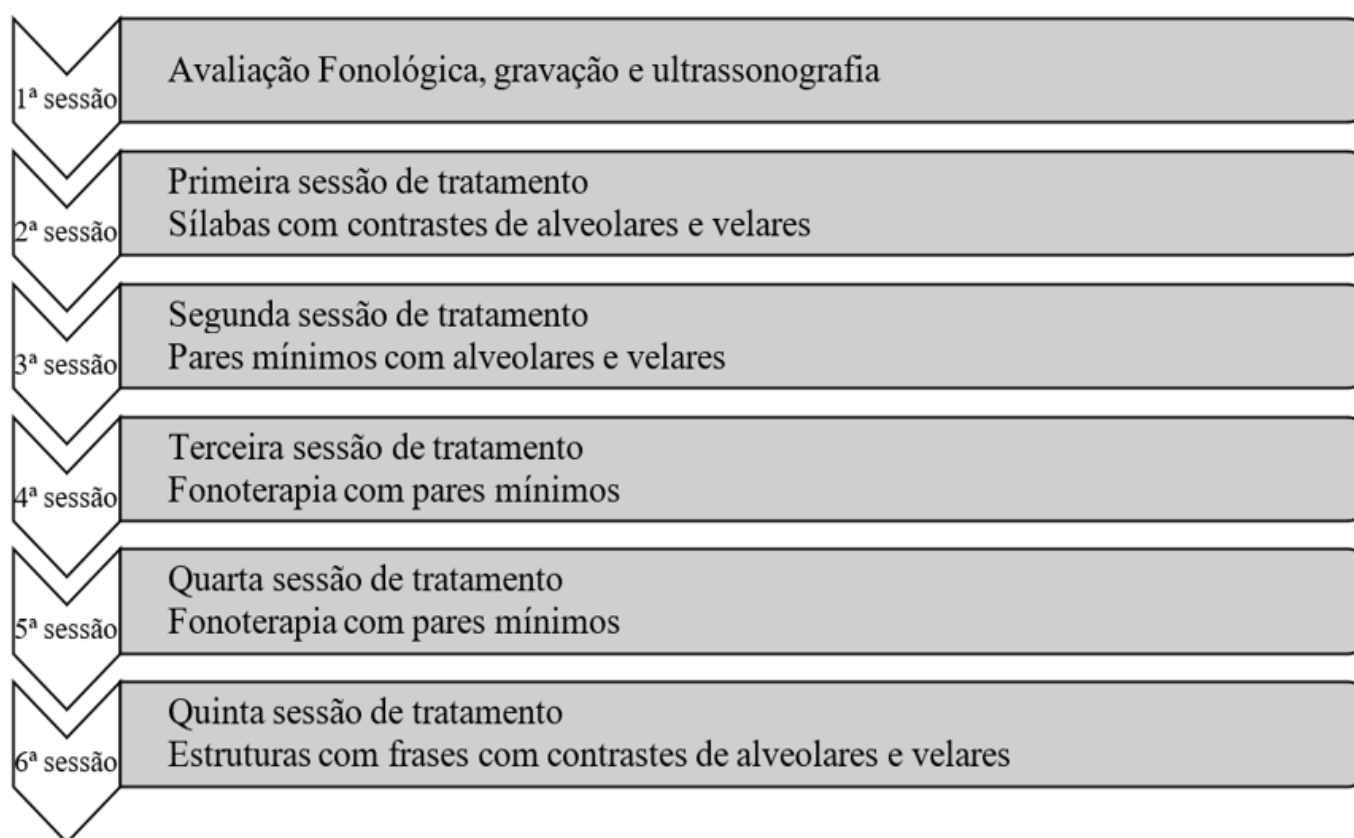 1ª sessão
Avaliação Fonológica, gravação e ultrassonografia
2ª sessão
Primeira sessão de tratamento
Sílabas com contrastes de alveolares e velares
3ª sessão
Segunda sessão de tratamento
Pares mínimos com alveolares e velares
4ª sessão
Terceira sessão de tratamento
Fonoterapia com pares mínimos
5ª sessão
Quarta sessão de tratamento
Fonoterapia com pares mínimos
6ª sessão
Quinta sessão de tratamento
Estruturas com frases com contrastes de alveolares e velares